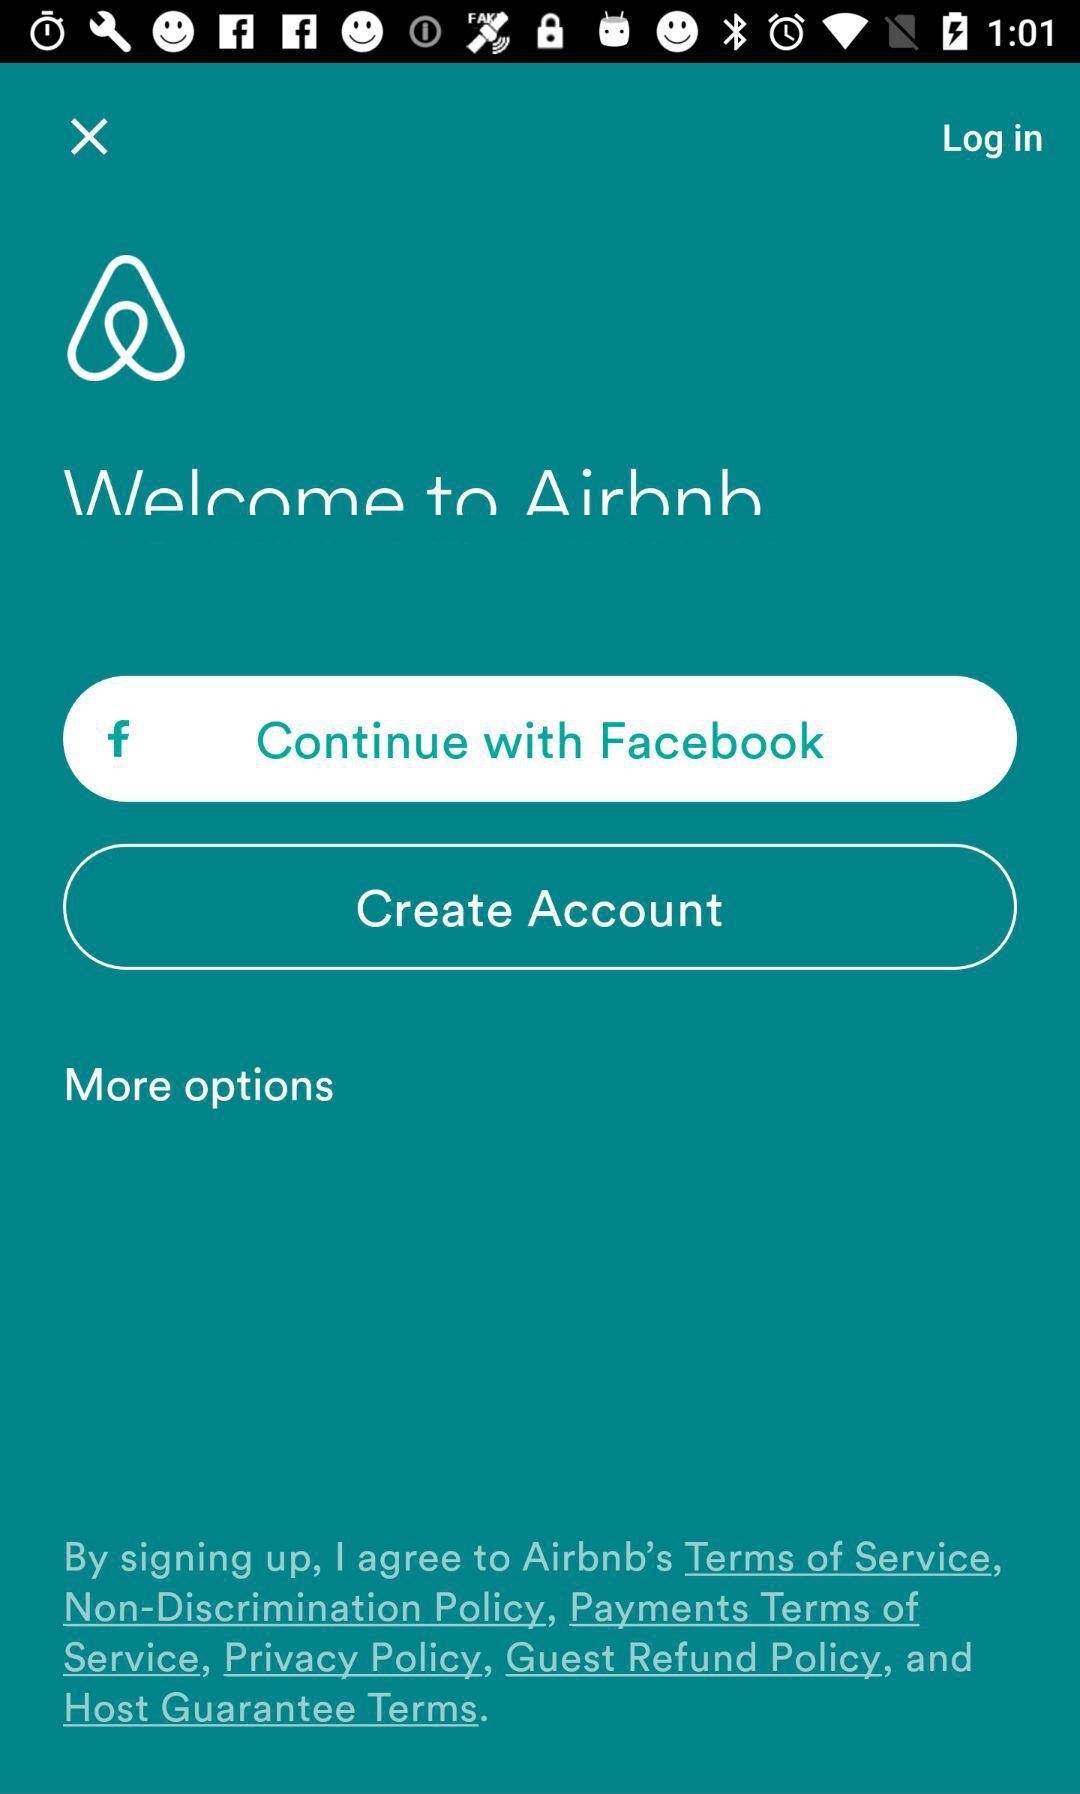 FAKE
1:01
Log in
Welcome to Airbnb
Continue with Facebook
Create Account
More options
By signing up, I agree to Airbnb’s Terms of Service,
Non-Discrimination Policy, Payments Terms of
Service, Privacy Policy, Guest Refund Policy, and
Host Guarantee Terms.